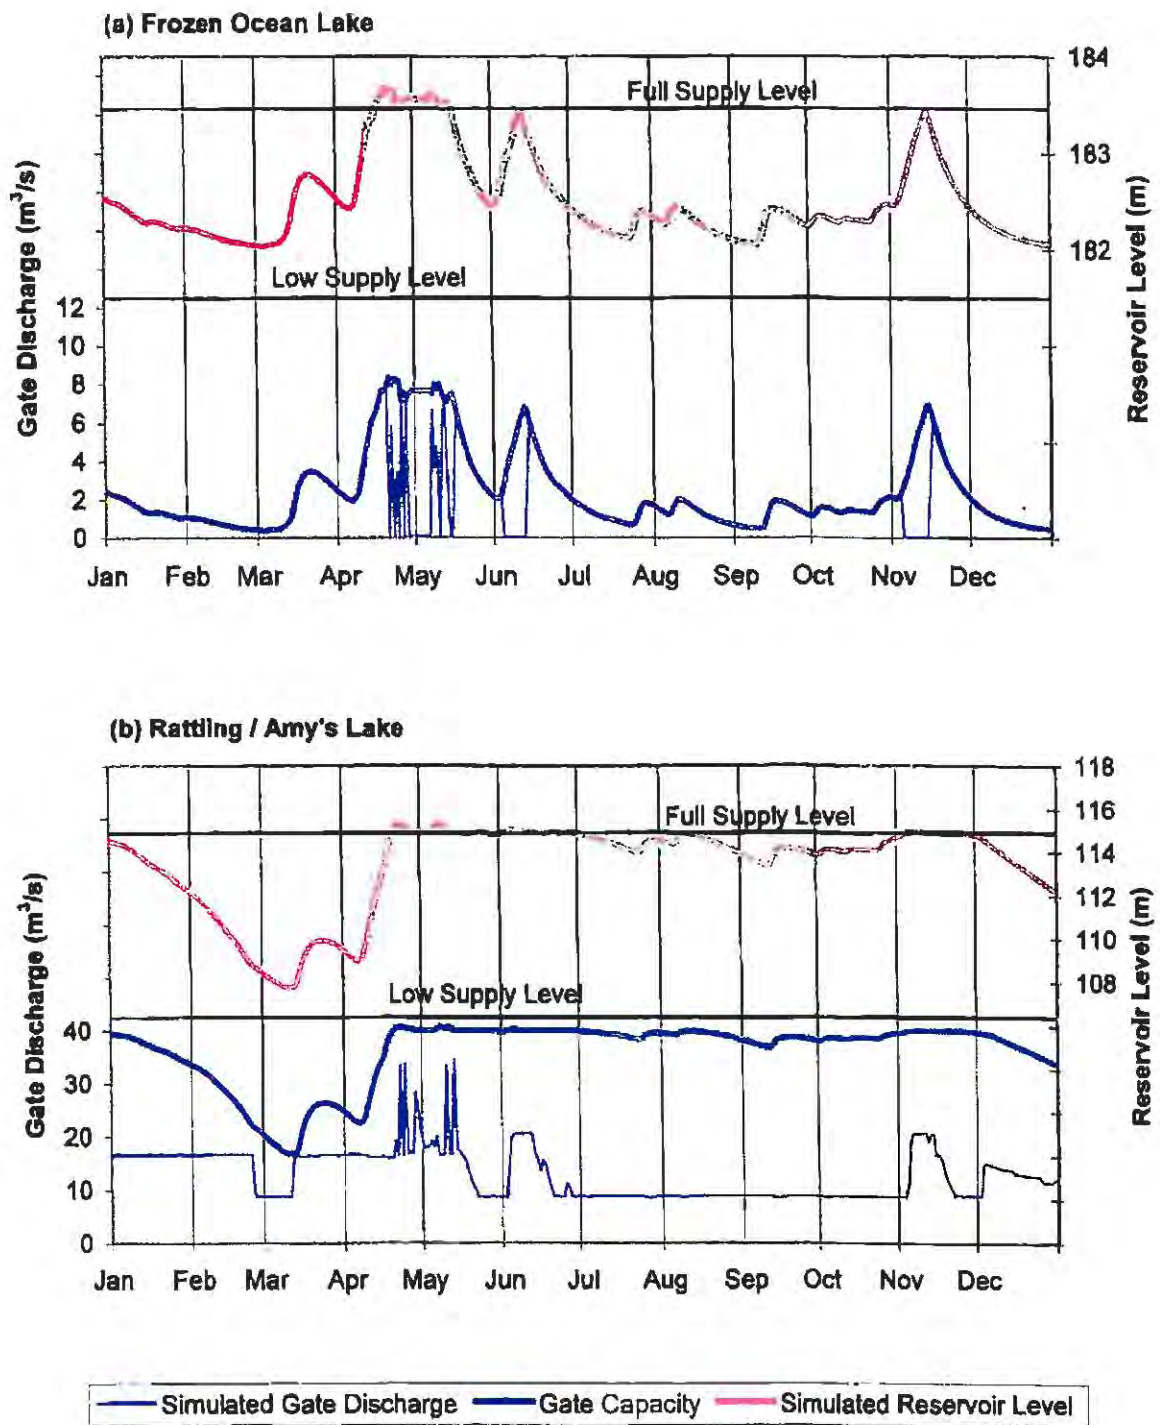 (a) Frozen Ocean Lake
184
Full Supply Level
183
182
Low Supply Level
Gate Discharge (m³/s)
Reservoir Level (m)
12
10
8
6
4
2
0
Jan Feb Mar Apr May Jun Jul Aug Sep Oct Nov Dec
(b) Rattling / Amy's Lake
118
116
Full Supply Level
114
112
110
108
Low Supply Level
Gate Discharge (m³/s)
Reservoir Level (m)
40
30
20
10
0
Jan Feb Mar Apr May Jun Jul Aug Sep Oct Nov Dec
Simulated Gate Discharge Gate Capacity Simulated Reservoir Level